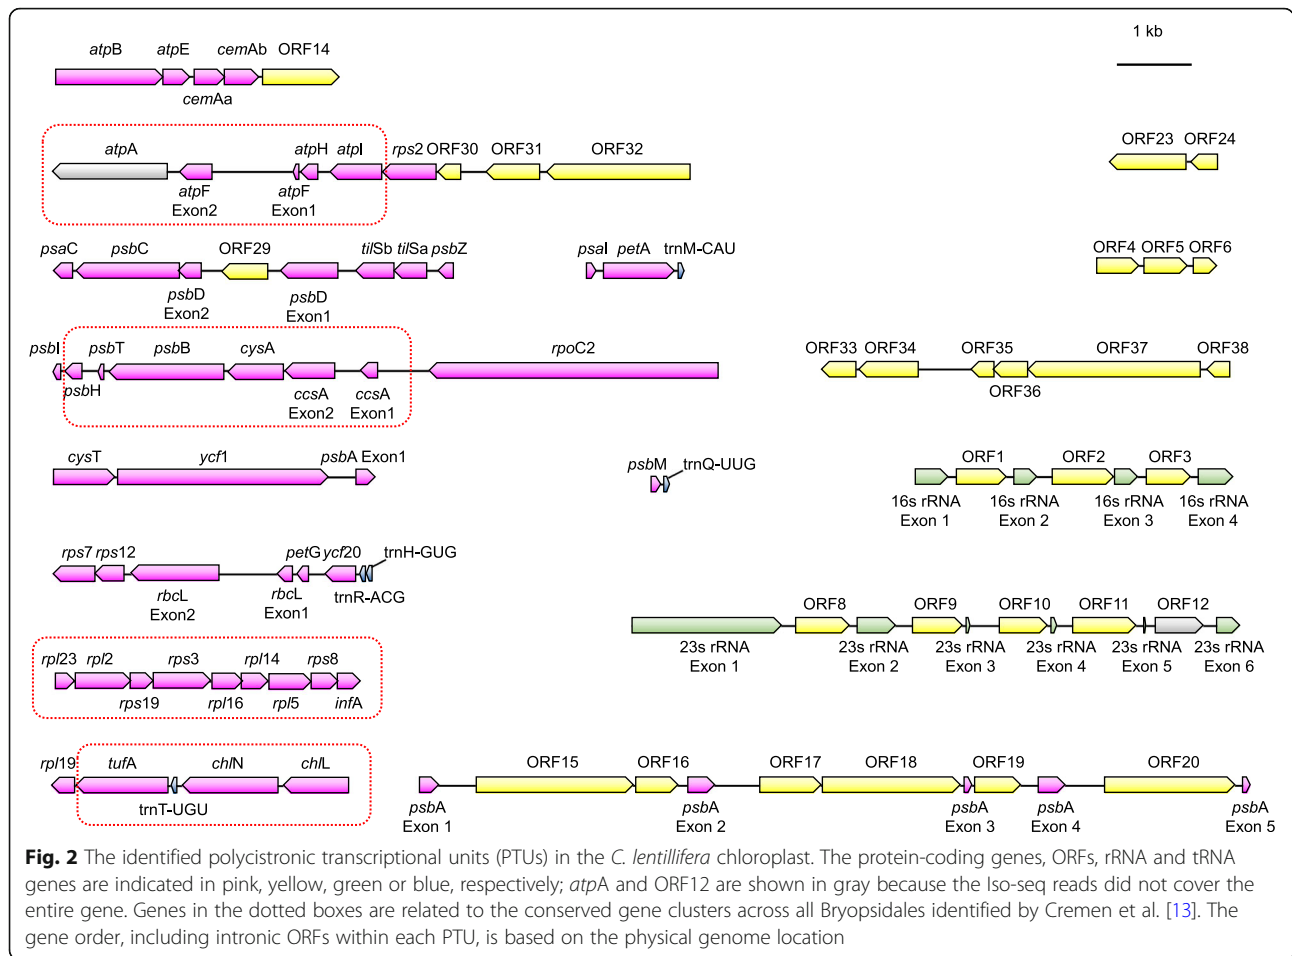 1 kb
atpB atpE cemAb ORF14
cemAa
atpA atpH atpI rps2 ORF30 ORF31 ORF32
atpF Exon2
atpF Exon1
ORF23 ORF24
psaC psbC ORF29 tilSb tilSa psbZ
psbD Exon2
psbD Exon1
psaI petA trnM-CAU
ORF4 ORF5 ORF6
psbI psbT psbB cysA rpoC2
psbH
ccsA Exon2
ccsA Exon1
ORF33 ORF34 ORF35 ORF37 ORF38
ORF36
cysT ycf1 psbA Exon1
psbM trnQ-UUG
ORF1 ORF2 ORF3
16s rRNA Exon 1
16s rRNA Exon 2
16s rRNA Exon 3
16s rRNA Exon 4
rps7 rps12 petG ycf20 trnH-GUG
rbcL Exon2
rbcL Exon1
trnR-ACG
ORF8 ORF9 ORF10 ORF11 ORF12
23s rRNA Exon 1
23s rRNA Exon 2
23s rRNA Exon 3
23s rRNA Exon 4
23s rRNA Exon 5
23s rRNA Exon 6
rpl23 rpl2 rps3 rpl14 rps8
rps19 rpl16 rpl5 infA
rpl19 tufA chlN chlL
trnT-UGU
ORF15 ORF16 ORF17 ORF18 ORF19 ORF20
psbA Exon 1
psbA Exon 2
psbA Exon 3
psbA Exon 4
psbA Exon 5
Fig. 2 The identified polycistronic transcriptional units (PTUs) in the C. lentillifera chloroplast. The protein-coding genes, ORFs, rRNA and tRNA
genes are indicated in pink, yellow, green or blue, respectively; atpA and ORF12 are shown in gray because the Iso-seq reads did not cover the
entire gene. Genes in the dotted boxes are related to the conserved gene clusters across all Bryopsidales identified by Cremen et al. [13]. The
gene order, including intronic ORFs within each PTU, is based on the physical genome location